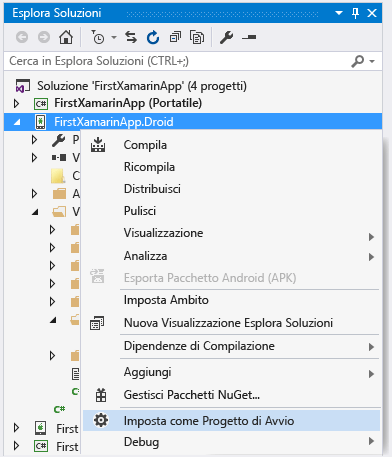 Esplora Soluzioni
Cerca in Esplora Soluzioni (CTRL+;)
Soluzione 'FirstXamarinApp' (4 progetti)
C# FirstXamarinApp (Portatile)
FirstXamarinApp.Droid
P
V
C
A
V
Compila
Ricompila
Distribuisci
Pulisci
Visualizzazione
Analizza
Esporta Pacchetto Android (APK)
Imposta Ambito
Nuova Visualizzazione Esplora Soluzioni
Dipendenze di Compilazione
Aggiungi
Gestisci Pacchetti NuGet...
Imposta come Progetto di Avvio
Debug
C#
First
C# First